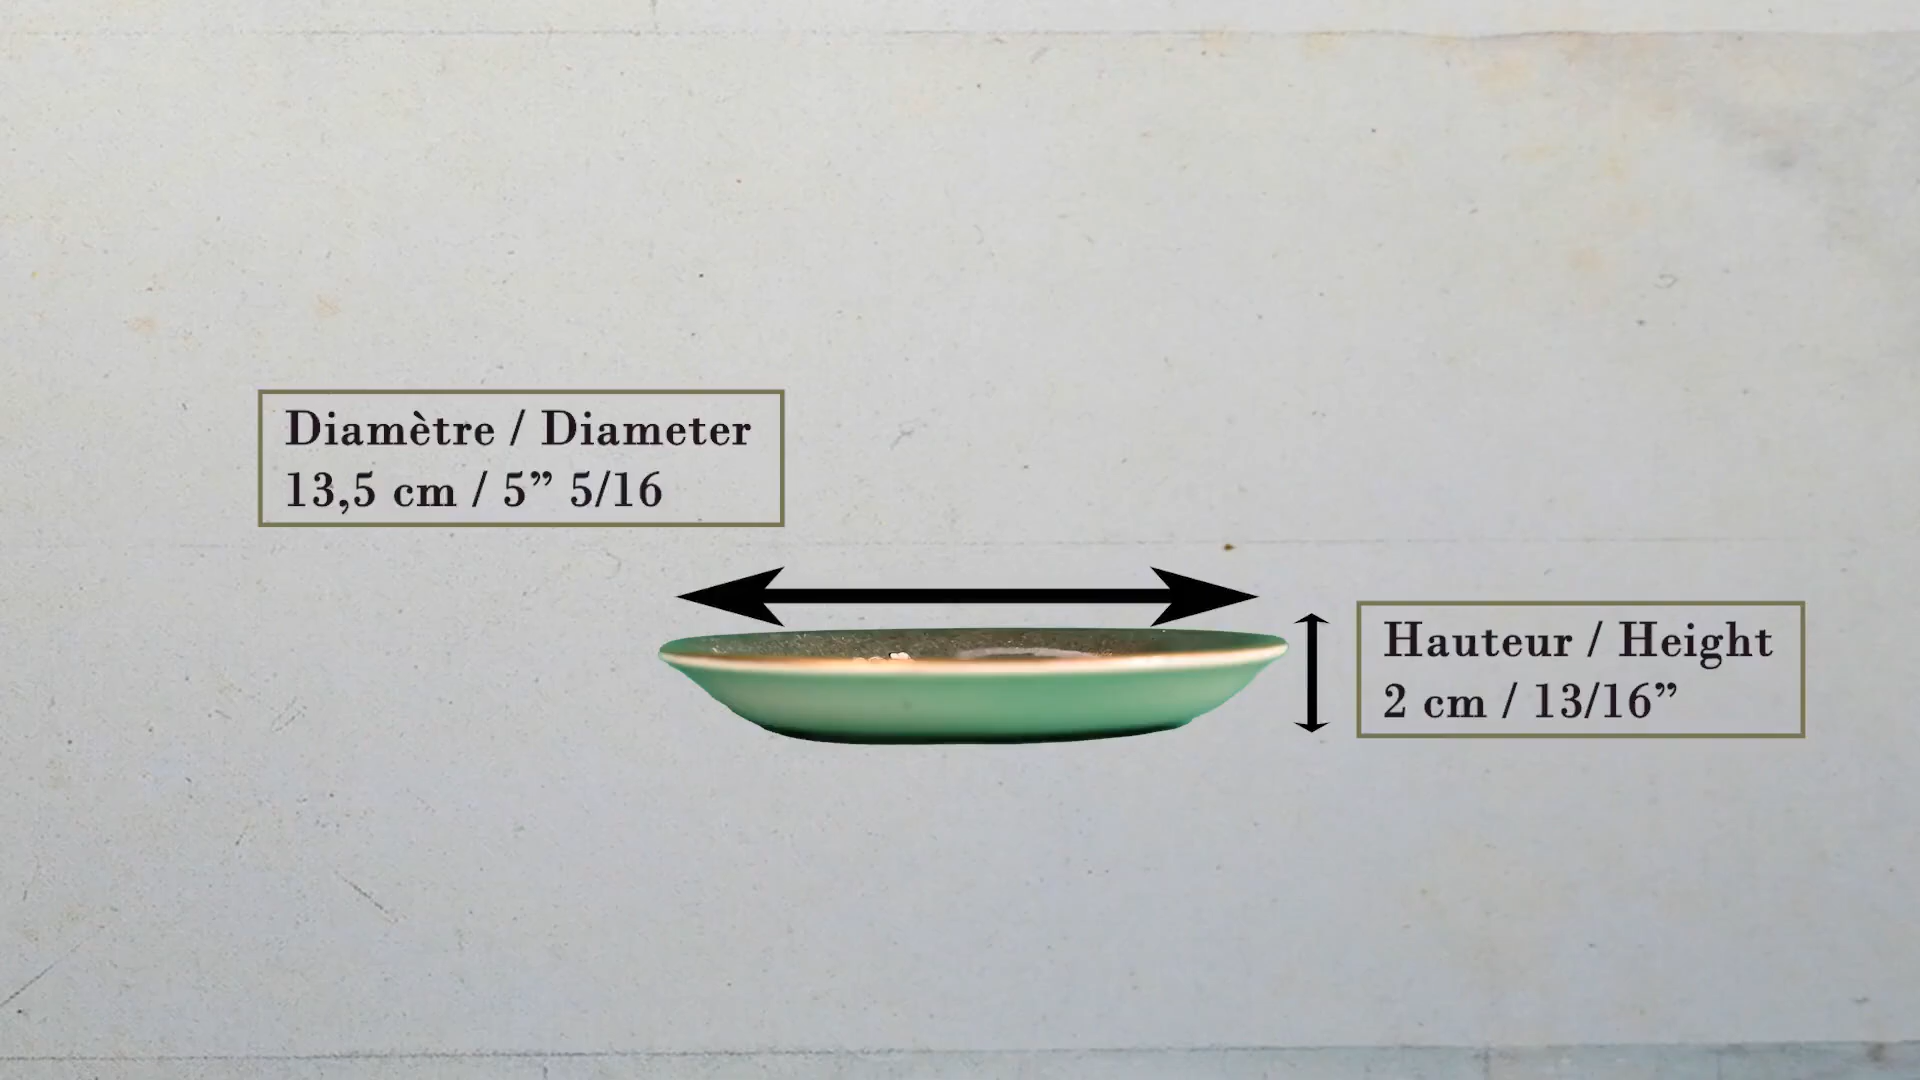 Diamètre / Diameter
13,5 cm / 5” 5/16
Hauteur / Height
2 cm / 13/16”